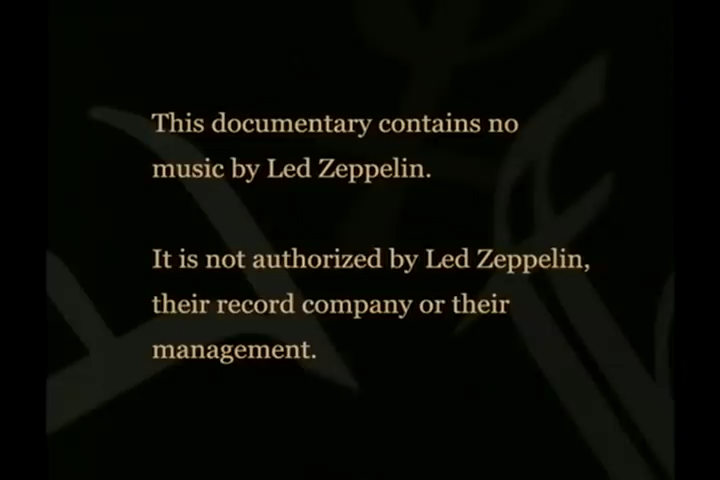 This documentary contains no
music by Led Zeppelin.
It is not authorized by Led Zeppelin,
their record company or their
management.